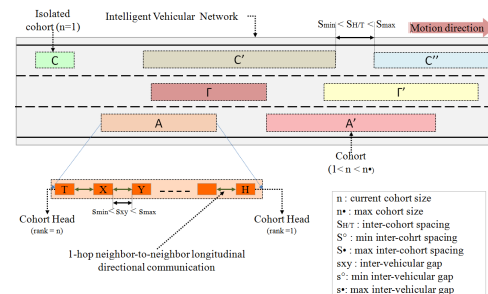 Isolated
cohort (n=1)
Intelligent Vehicular Network
Smin< SH/T < Smax
Motion direction
C
C′
C′′
Γ
Γ′
A
A′
Cohort
(1< n < n•)
T
X
Y
H
smin< sxy < smax
Cohort Head
(rank = n)
Cohort Head
(rank =1)
1-hop neighbor-to-neighbor longitudinal
directional communication
n : current cohort size
n• : max cohort size
SH/T : inter-cohort spacing
S° : min inter-cohrt spacing
S• : max inter-cohort spacing
sxy : inter-vehicular gap
s°: min inter-vehicular gap
s•: max inter-vehicular gap